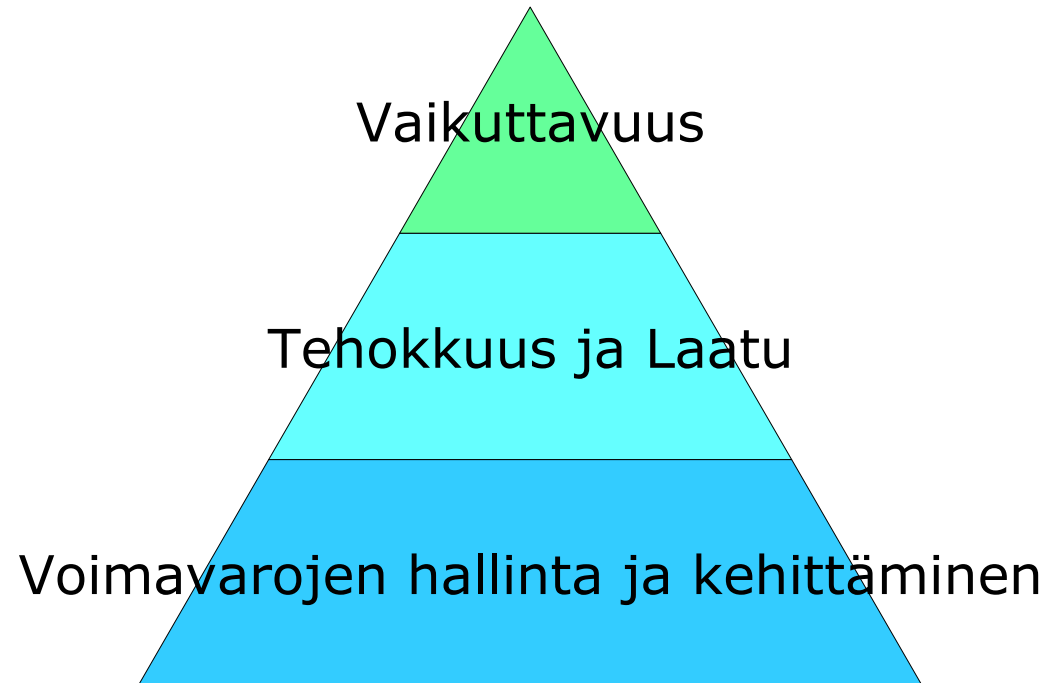 Vaikuttavuus
Tehokkuus ja Laatu
Voimavarojen hallinta ja kehittäminen